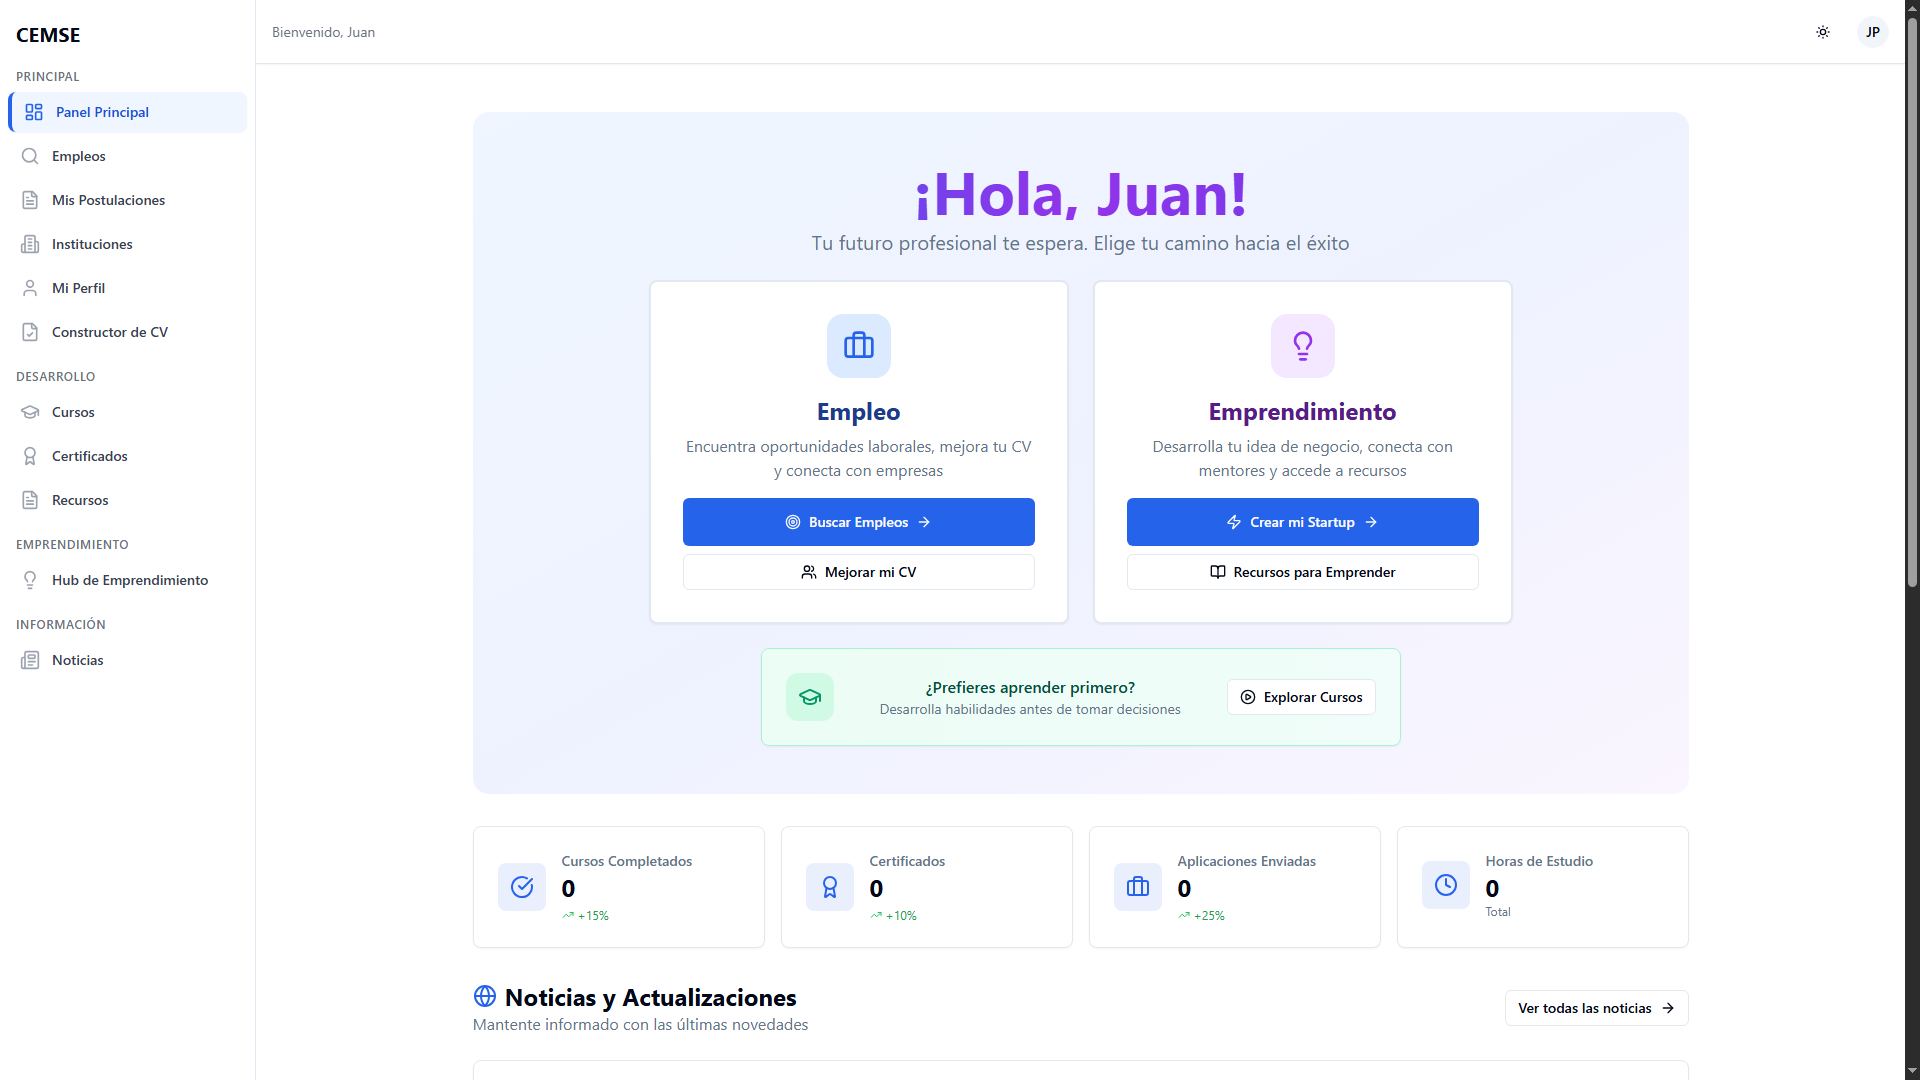 CEMSE
PRINCIPAL
Panel Principal
Empleos
Mis Postulaciones
Instituciones
Mi Perfil
Constructor de CV
DESARROLLO
Cursos
Certificados
Recursos
EMPRENDIMIENTO
Hub de Emprendimiento
INFORMACIÓN
Noticias
Bienvenido, Juan
JP
¡Hola, Juan!
Tu futuro profesional te espera. Elige tu camino hacia el éxito
Empleo
Encuentra oportunidades laborales, mejora tu CV
y conecta con empresas
Buscar Empleos
Mejorar mi CV
Emprendimiento
Desarrolla tu idea de negocio, conecta con
mentores y accede a recursos
Crear mi Startup
Recursos para Emprender
¿Prefieres aprender primero?
Desarrolla habilidades antes de tomar decisiones
Explorar Cursos
Cursos Completados
0
+15%
Certificados
0
+10%
Aplicaciones Enviadas
0
+25%
Horas de Estudio
0
Total
Noticias y Actualizaciones
Mantente informado con las últimas novedades
Ver todas las noticias